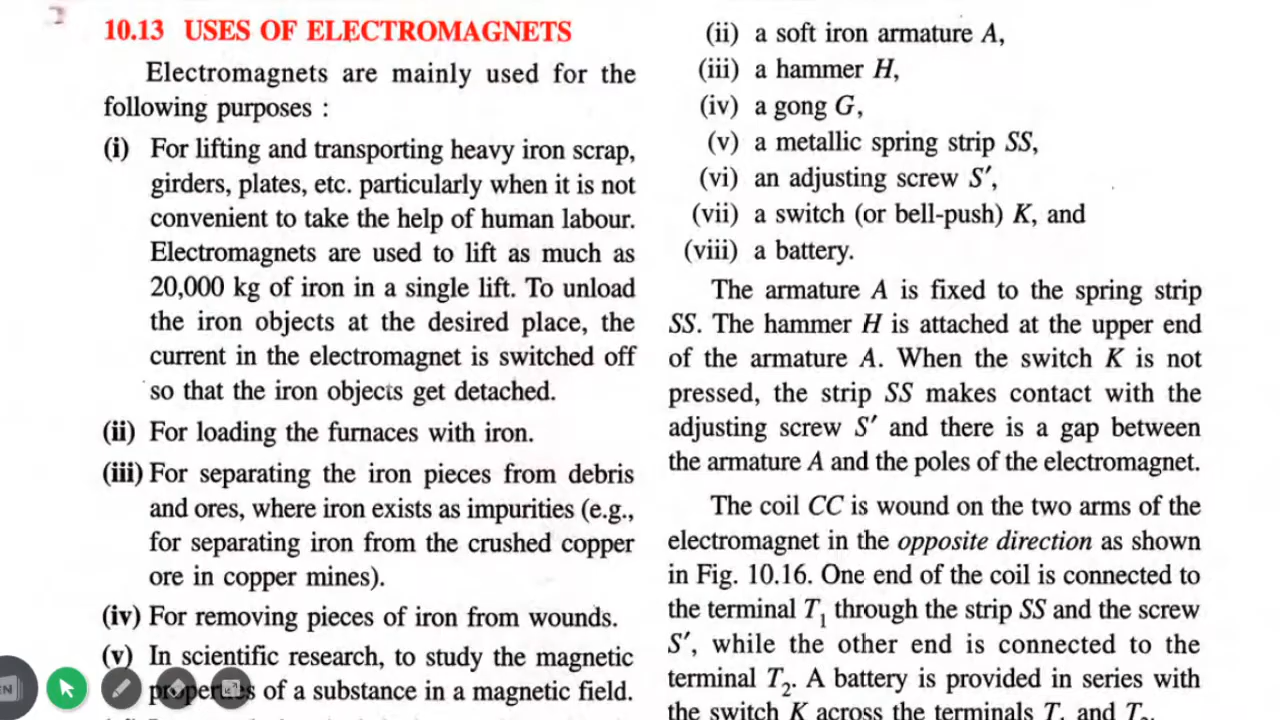 10.13 USES OF ELECTROMAGNETS
Electromagnets are mainly used for the
following purposes :
(i) For lifting and transporting heavy iron scrap,
girders, plates, etc. particularly when it is not
convenient to take the help of human labour.
Electromagnets are used to lift as much as
20,000 kg of iron in a single lift. To unload
the iron objects at the desired place, the
current in the electromagnet is switched off
so that the iron objects get detached.
(ii) For loading the furnaces with iron.
(iii) For separating the iron pieces from debris
and ores, where iron exists as impurities (e.g.,
for separating iron from the crushed copper
ore in copper mines).
(iv) For removing pieces of iron from wounds.
(v) In scientific research, to study the magnetic
properties of a substance in a magnetic field.
EN
(ii) a soft iron armature A,
(iii) a hammer H,
(iv) a gong G,
(v) a metallic spring strip SS,
(vi) an adjusting screw S′,
(vii) a switch (or bell-push) K, and
(viii) a battery.
The armature A is fixed to the spring strip
SS. The hammer H is attached at the upper end
of the armature A. When the switch K is not
pressed, the strip SS makes contact with the
adjusting screw S′ and there is a gap between
the armature A and the poles of the electromagnet.
The coil CC is wound on the two arms of the
electromagnet in the opposite direction as shown
in Fig. 10.16. One end of the coil is connected to
the terminal T₁ through the strip SS and the screw
S′, while the other end is connected to the
terminal T₂. A battery is provided in series with
the switch K across the terminals T₁ and T₂.